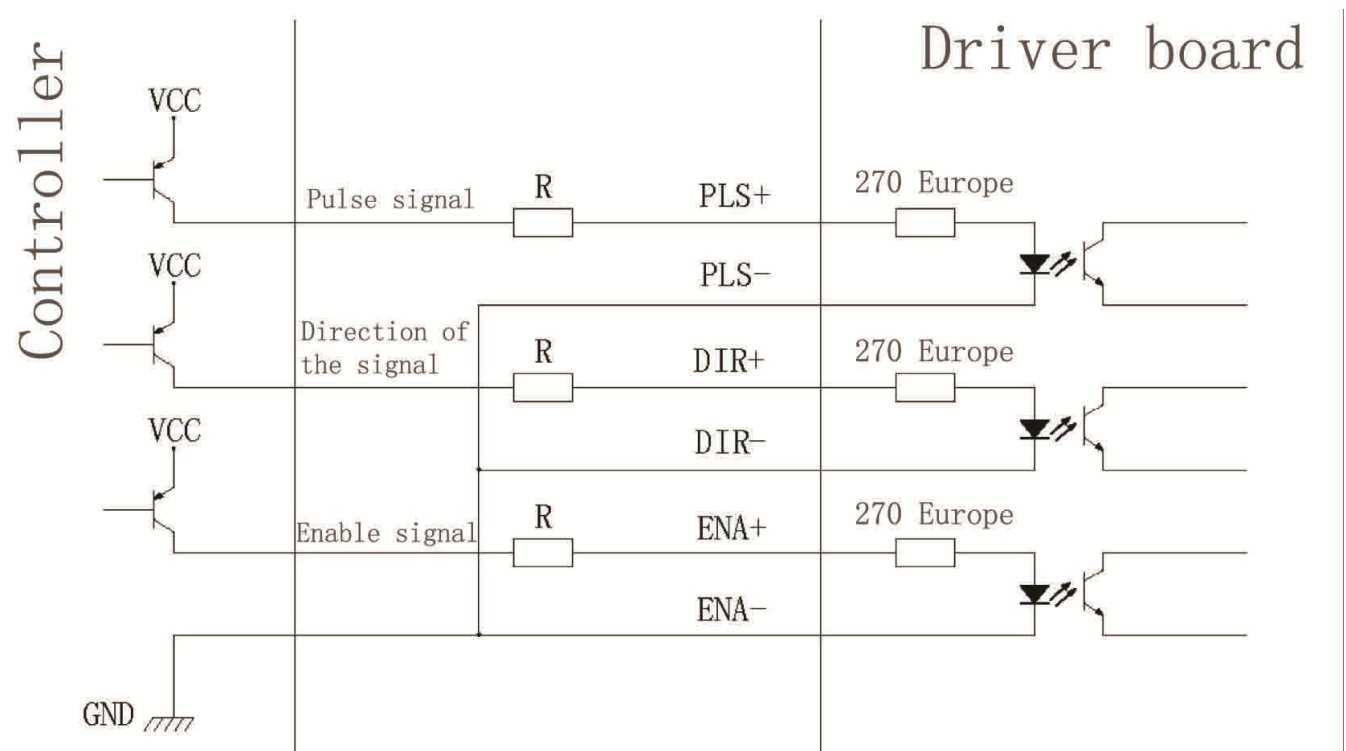 Driver board
Controller
VCC
Pulse signal
R
PLS+
270 Europe
PLS-
VCC
Direction of
the signal
R
DIR+
270 Europe
DIR-
VCC
Enable signal
R
ENA+
270 Europe
ENA-
GND